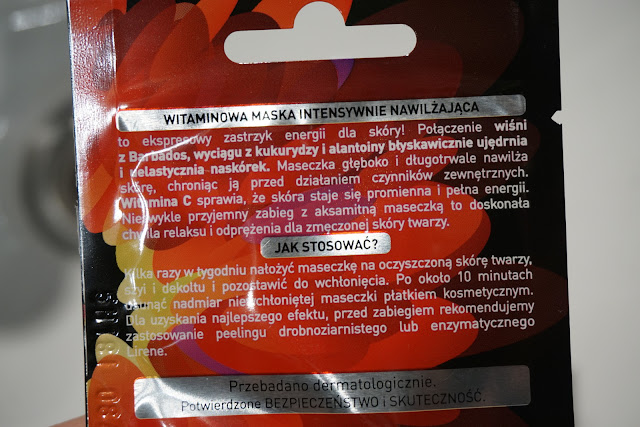 WITAMINOWA MASKA INTENSYWNIE NAWILŻAJĄCA
to ekspresowy zastrzyk energii dla skóry! Połączenie wiśni
z Barbados, wyciągu z kukurydzy i alantoiny błyskawicznie ujędrnia
i uelastycznia naskórek. Maseczka głęboko i długotrwale nawilża
skórę, chroniąc ją przed działaniem czynników zewnętrznych.
Witamina C sprawia, że skóra staje się promienna i pełna energii.
Niezwykle przyjemny zabieg z aksamitną maseczką to doskonała
chwila relaksu i odprężenia dla zmęczonej skóry twarzy.
JAK STOSOWAĆ?
Kilka razy w tygodniu nałożyć maseczkę na oczyszczoną skórę twarzy,
szyi i dekoltu i pozostawić do wchłonięcia. Po około 10 minutach
usunąć nadmiar niewchłoniętej maseczki płatkiem kosmetycznym.
Dla uzyskania najlepszego efektu, przed zabiegiem rekomendujemy
zastosowanie peelingu drobnoziarnistego lub enzymatycznego
Lirene.
Przebadano dermatologicznie.
Potwierdzone BEZPIECZEŃSTWO i SKUTECZNOŚĆ.